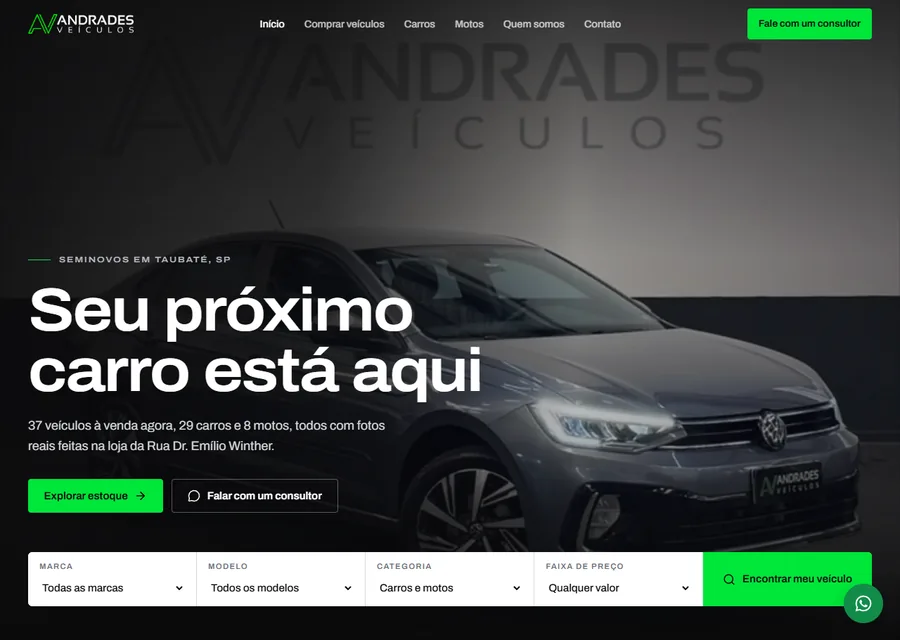 ANDRADES
VEÍCULOS
Início
Comprar veículos
Carros
Motos
Quem somos
Contato
Fale com um consultor
ANDRADES
VEÍCULOS
SEMINOVOS EM TAUBATÉ, SP
Seu próximo
carro está aqui
37 veículos à venda agora, 29 carros e 8 motos, todos com fotos
reais feitas na loja da Rua Dr. Emílio Winther.
Explorar estoque
Falar com um consultor
ANDRADES
VEÍCULOS
MARCA
Todas as marcas
MODELO
Todos os modelos
CATEGORIA
Carros e motos
FAIXA DE PREÇO
Qualquer valor
Encontrar meu veículo